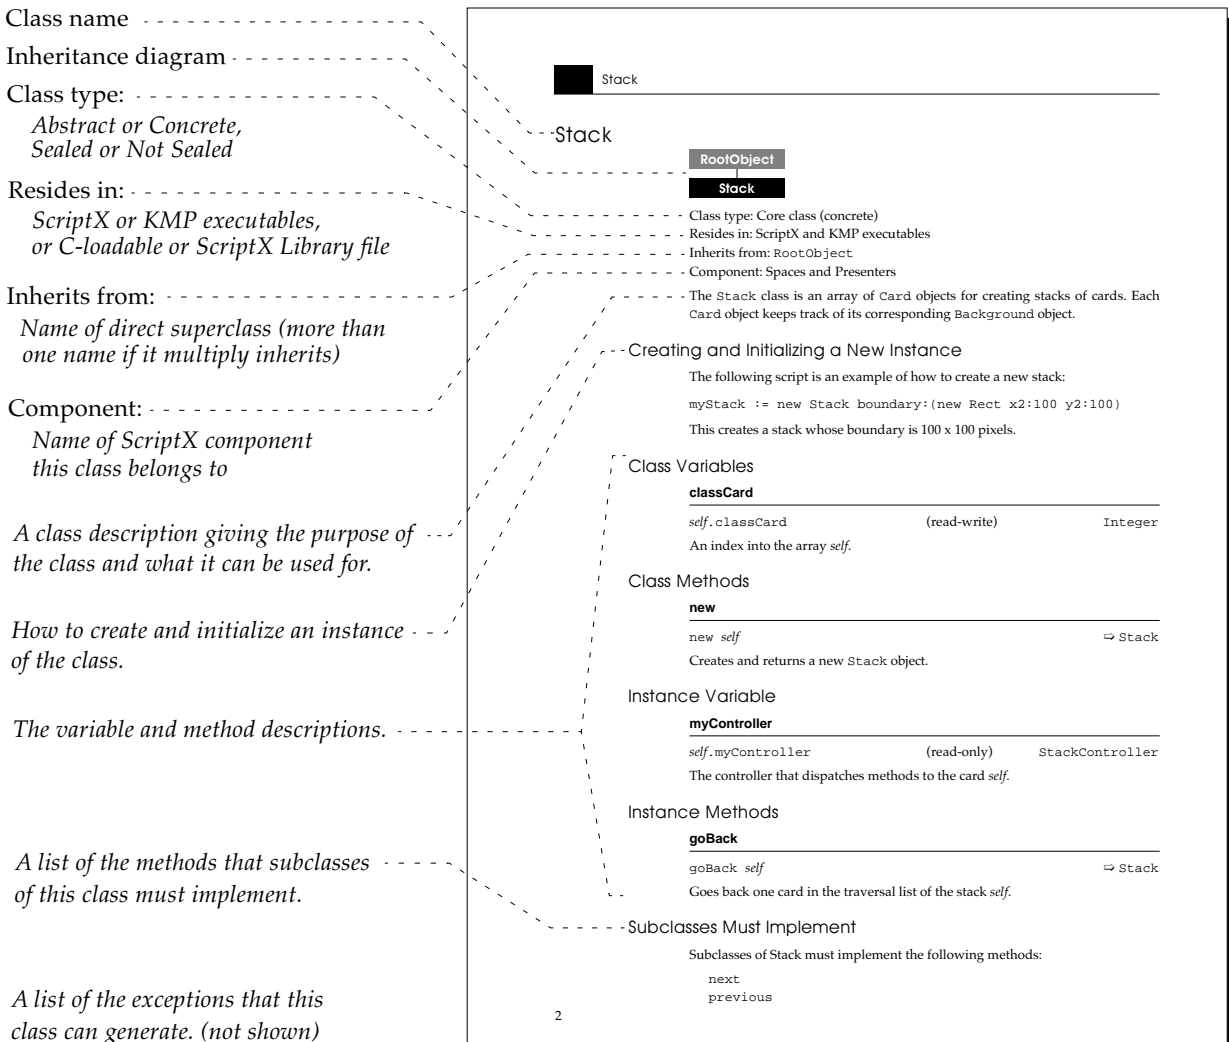 Class name
Inheritance diagram
Class type:
Abstract or Concrete,
Sealed or Not Sealed
Resides in:
ScriptX or KMP executables,
or C-loadable or ScriptX Library file
Inherits from:
Name of direct superclass (more than
one name if it multiply inherits)
Component:
Name of ScriptX component
this class belongs to
A class description giving the purpose of
the class and what it can be used for.
How to create and initialize an instance
of the class.
The variable and method descriptions.
A list of the methods that subclasses
of this class must implement.
A list of the exceptions that this
class can generate. (not shown)
Stack
Stack
RootObject
Stack
Class type: Core class (concrete)
Resides in: ScriptX and KMP executables
Inherits from: RootObject
Component: Spaces and Presenters
The Stack class is an array of Card objects for creating stacks of cards. Each
Card object keeps track of its corresponding Background object.
Creating and Initializing a New Instance
The following script is an example of how to create a new stack:
myStack := new Stack boundary:(new Rect x2:100 y2:100)
This creates a stack whose boundary is 100 x 100 pixels.
Class Variables
classCard
self.classCard (read-write) Integer
An index into the array self.
Class Methods
new
new self ⇨ Stack
Creates and returns a new Stack object.
Instance Variable
myController
self.myController (read-only) StackController
The controller that dispatches methods to the card self.
Instance Methods
goBack
goBack self ⇨ Stack
Goes back one card in the traversal list of the stack self.
Subclasses Must Implement
Subclasses of Stack must implement the following methods:
next
previous
2